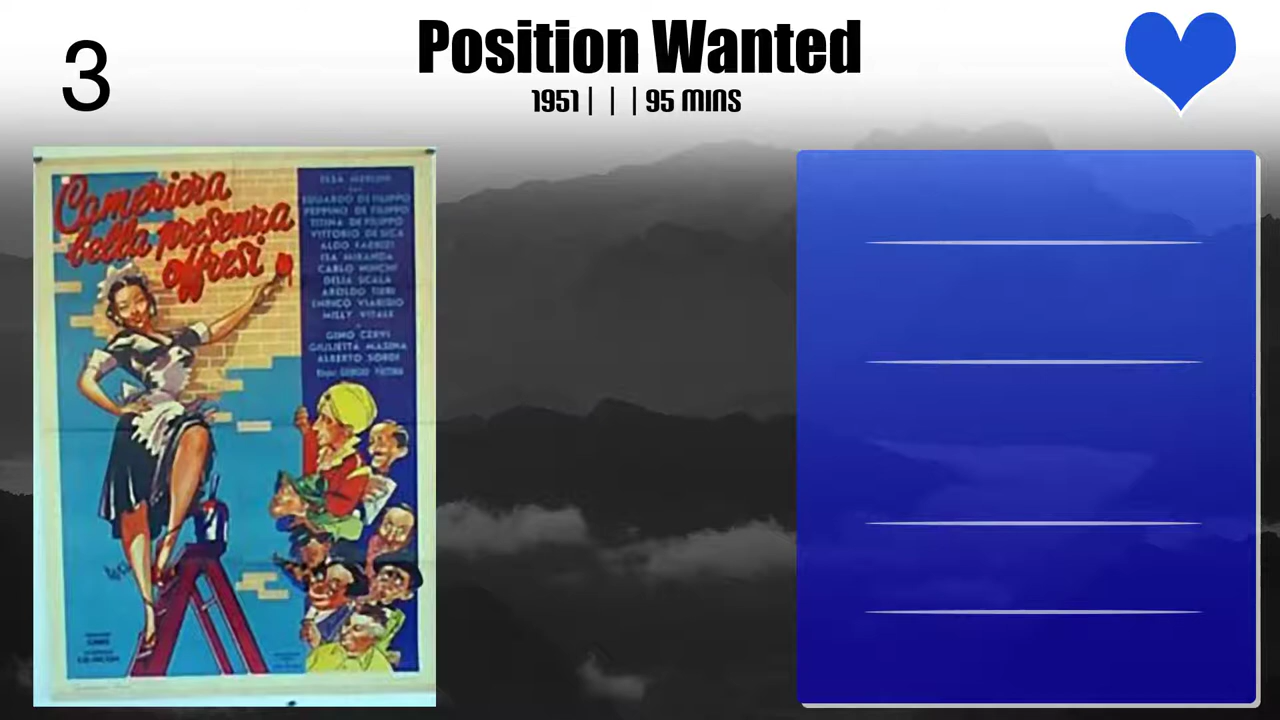 3
Position Wanted
1951 | | | 95 MINS
Cameriera
bella presenza
offresi
ELSA MERLINI
EDUARDO DE FILIPPO
PEPPINO DE FILIPPO
TITINA DE FILIPPO
VITTORIO DE SICA
ALDO FABRIZI
ISA MIRANDA
CARLO NINCHI
DELIA SCALA
AROLDO TIERI
ENRICO VIARISIO
MILLY VITALE
GINO CERVI
GIULIETTA MASINA
ALBERTO SORDI